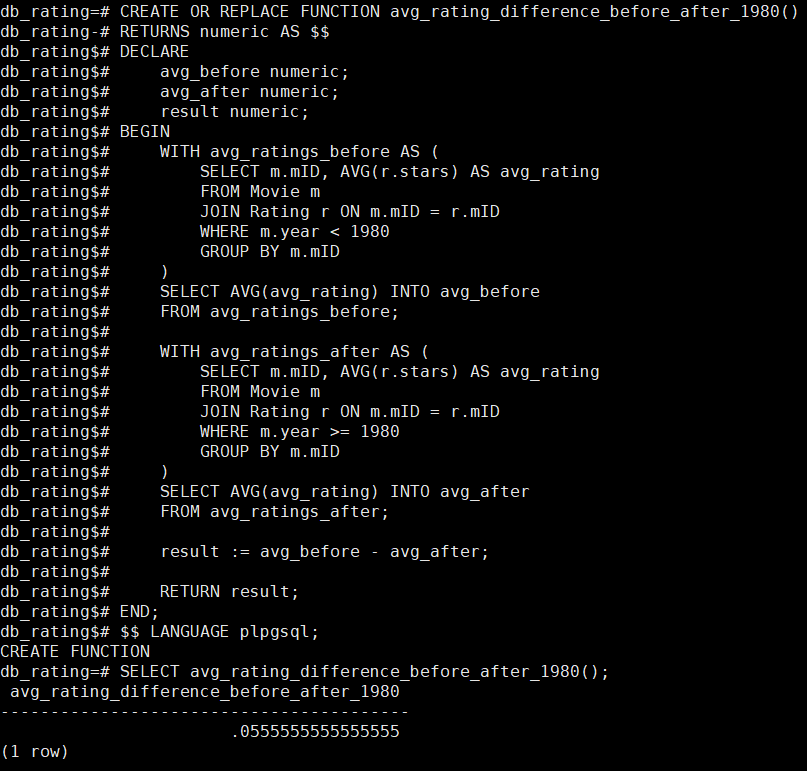 db_rating=# CREATE OR REPLACE FUNCTION avg_rating_difference_before_after_1980()
db_rating-# RETURNS numeric AS $$
db_rating$# DECLARE
db_rating$#     avg_before numeric;
db_rating$#     avg_after numeric;
db_rating$#     result numeric;
db_rating$# BEGIN
db_rating$#     WITH avg_ratings_before AS (
db_rating$#         SELECT m.mID, AVG(r.stars) AS avg_rating
db_rating$#         FROM Movie m
db_rating$#         JOIN Rating r ON m.mID = r.mID
db_rating$#         WHERE m.year < 1980
db_rating$#         GROUP BY m.mID
db_rating$#     )
db_rating$#     SELECT AVG(avg_rating) INTO avg_before
db_rating$#     FROM avg_ratings_before;
db_rating$#
db_rating$#     WITH avg_ratings_after AS (
db_rating$#         SELECT m.mID, AVG(r.stars) AS avg_rating
db_rating$#         FROM Movie m
db_rating$#         JOIN Rating r ON m.mID = r.mID
db_rating$#         WHERE m.year >= 1980
db_rating$#         GROUP BY m.mID
db_rating$#     )
db_rating$#     SELECT AVG(avg_rating) INTO avg_after
db_rating$#     FROM avg_ratings_after;
db_rating$#
db_rating$#     result := avg_before - avg_after;
db_rating$#
db_rating$#     RETURN result;
db_rating$# END;
db_rating$# $$ LANGUAGE plpgsql;
CREATE FUNCTION
db_rating=# SELECT avg_rating_difference_before_after_1980();
 avg_rating_difference_before_after_1980
-----------------------------------------
                       .0555555555555555
(1 row)